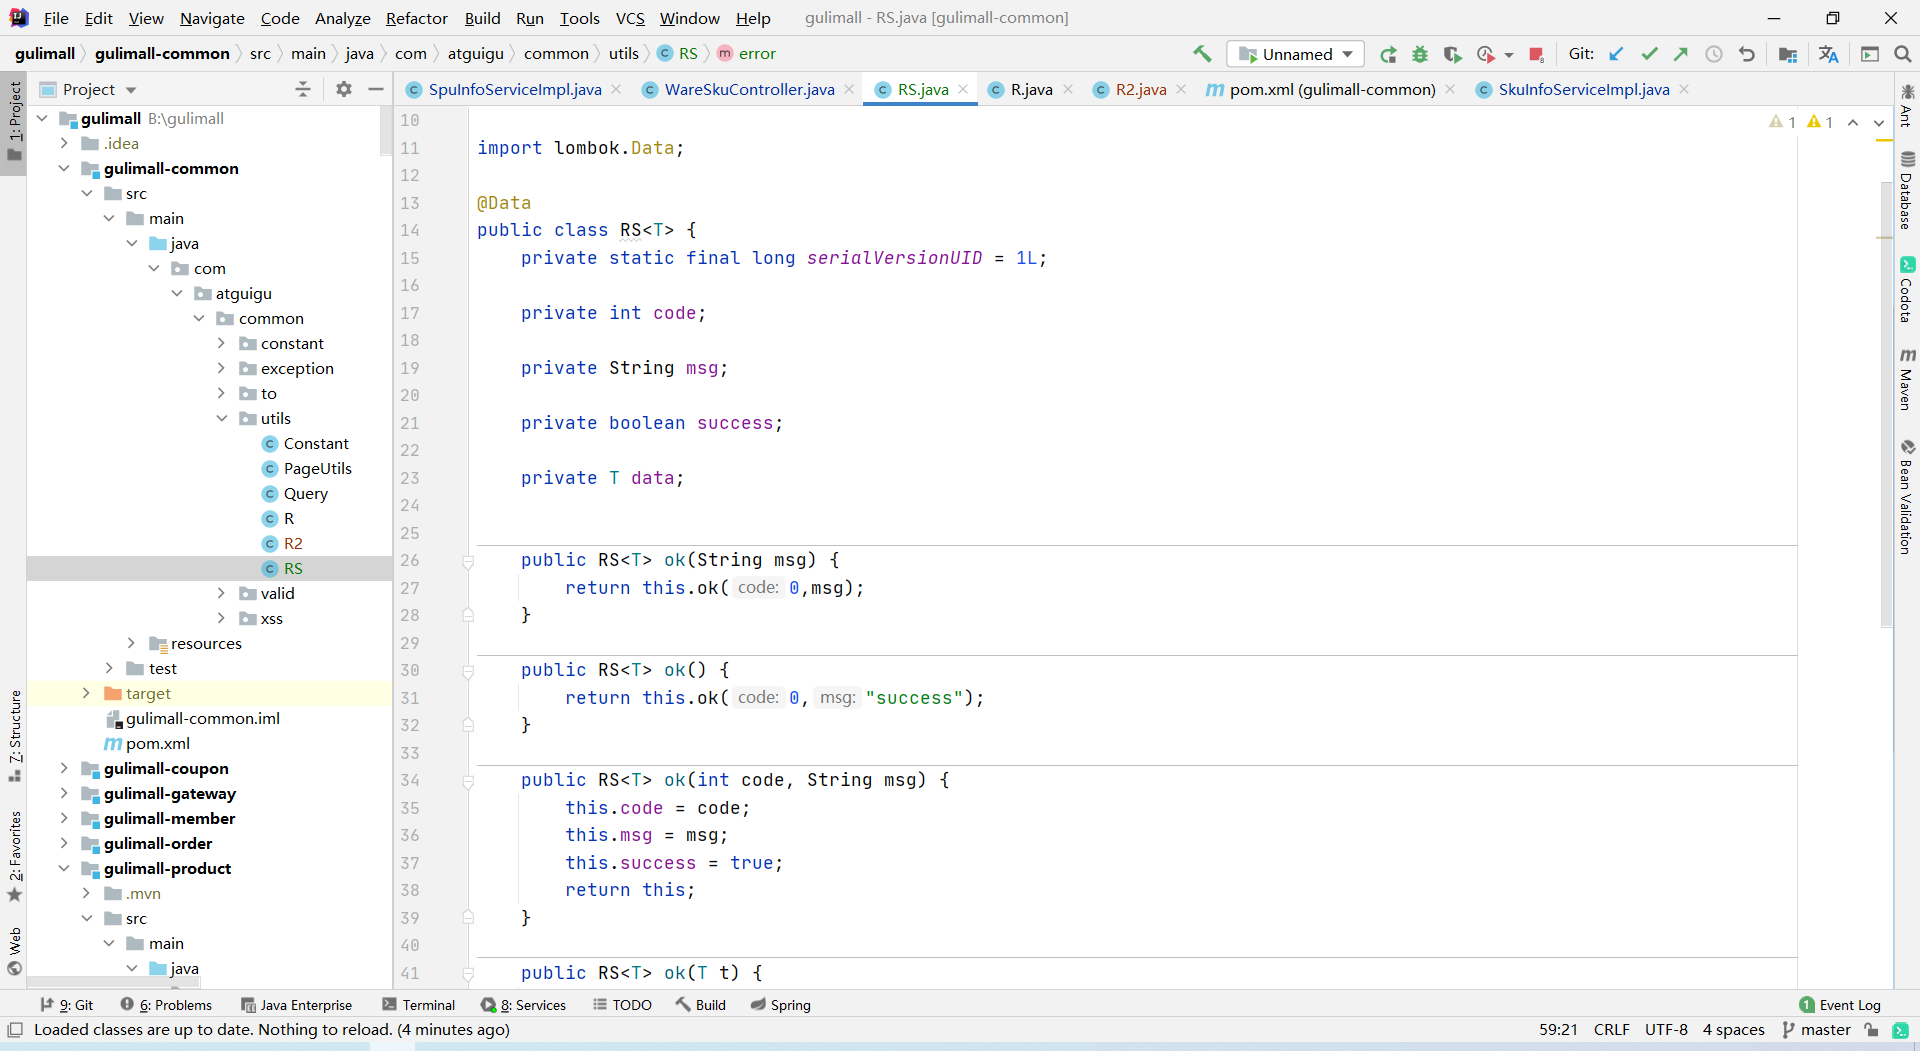 File Edit View Navigate Code Analyze Refactor Build Run Tools VCS Window Help gulimall - RS.java [gulimall-common]
gulimall gulimall-common src main java com atguigu common utils RS error Unnamed Git:
Project SpuInfoServiceImpl.java WareSkuController.java RS.java R.java R2.java pom.xml (gulimall-common) SkuInfoServiceImpl.java
1: Project
7: Structure
2: Favorites
Web
gulimall B:\gulimall
.idea
gulimall-common
src
main
java
com
atguigu
common
constant
exception
to
utils
Constant
PageUtils
Query
R
R2
RS
valid
xss
resources
test
target
gulimall-common.iml
pom.xml
gulimall-coupon
gulimall-gateway
gulimall-member
gulimall-order
gulimall-product
.mvn
src
main
java
1 1
10
11 import lombok.Data;
12
13 @Data
14 public class RS<T> {
15 private static final long serialVersionUID = 1L;
16
17 private int code;
18
19 private String msg;
20
21 private boolean success;
22
23 private T data;
24
25
26 public RS<T> ok(String msg) {
27 return this.ok( code: 0,msg);
28 }
29
30 public RS<T> ok() {
31 return this.ok( code: 0, msg: "success");
32 }
33
34 public RS<T> ok(int code, String msg) {
35 this.code = code;
36 this.msg = msg;
37 this.success = true;
38 return this;
39 }
40
41 public RS<T> ok(T t) {
Ant
Database
Codota
Maven
Bean Validation
9: Git 6: Problems Java Enterprise Terminal 8: Services TODO Build Spring 1 Event Log
Loaded classes are up to date. Nothing to reload. (4 minutes ago) 59:21 CRLF UTF-8 4 spaces master